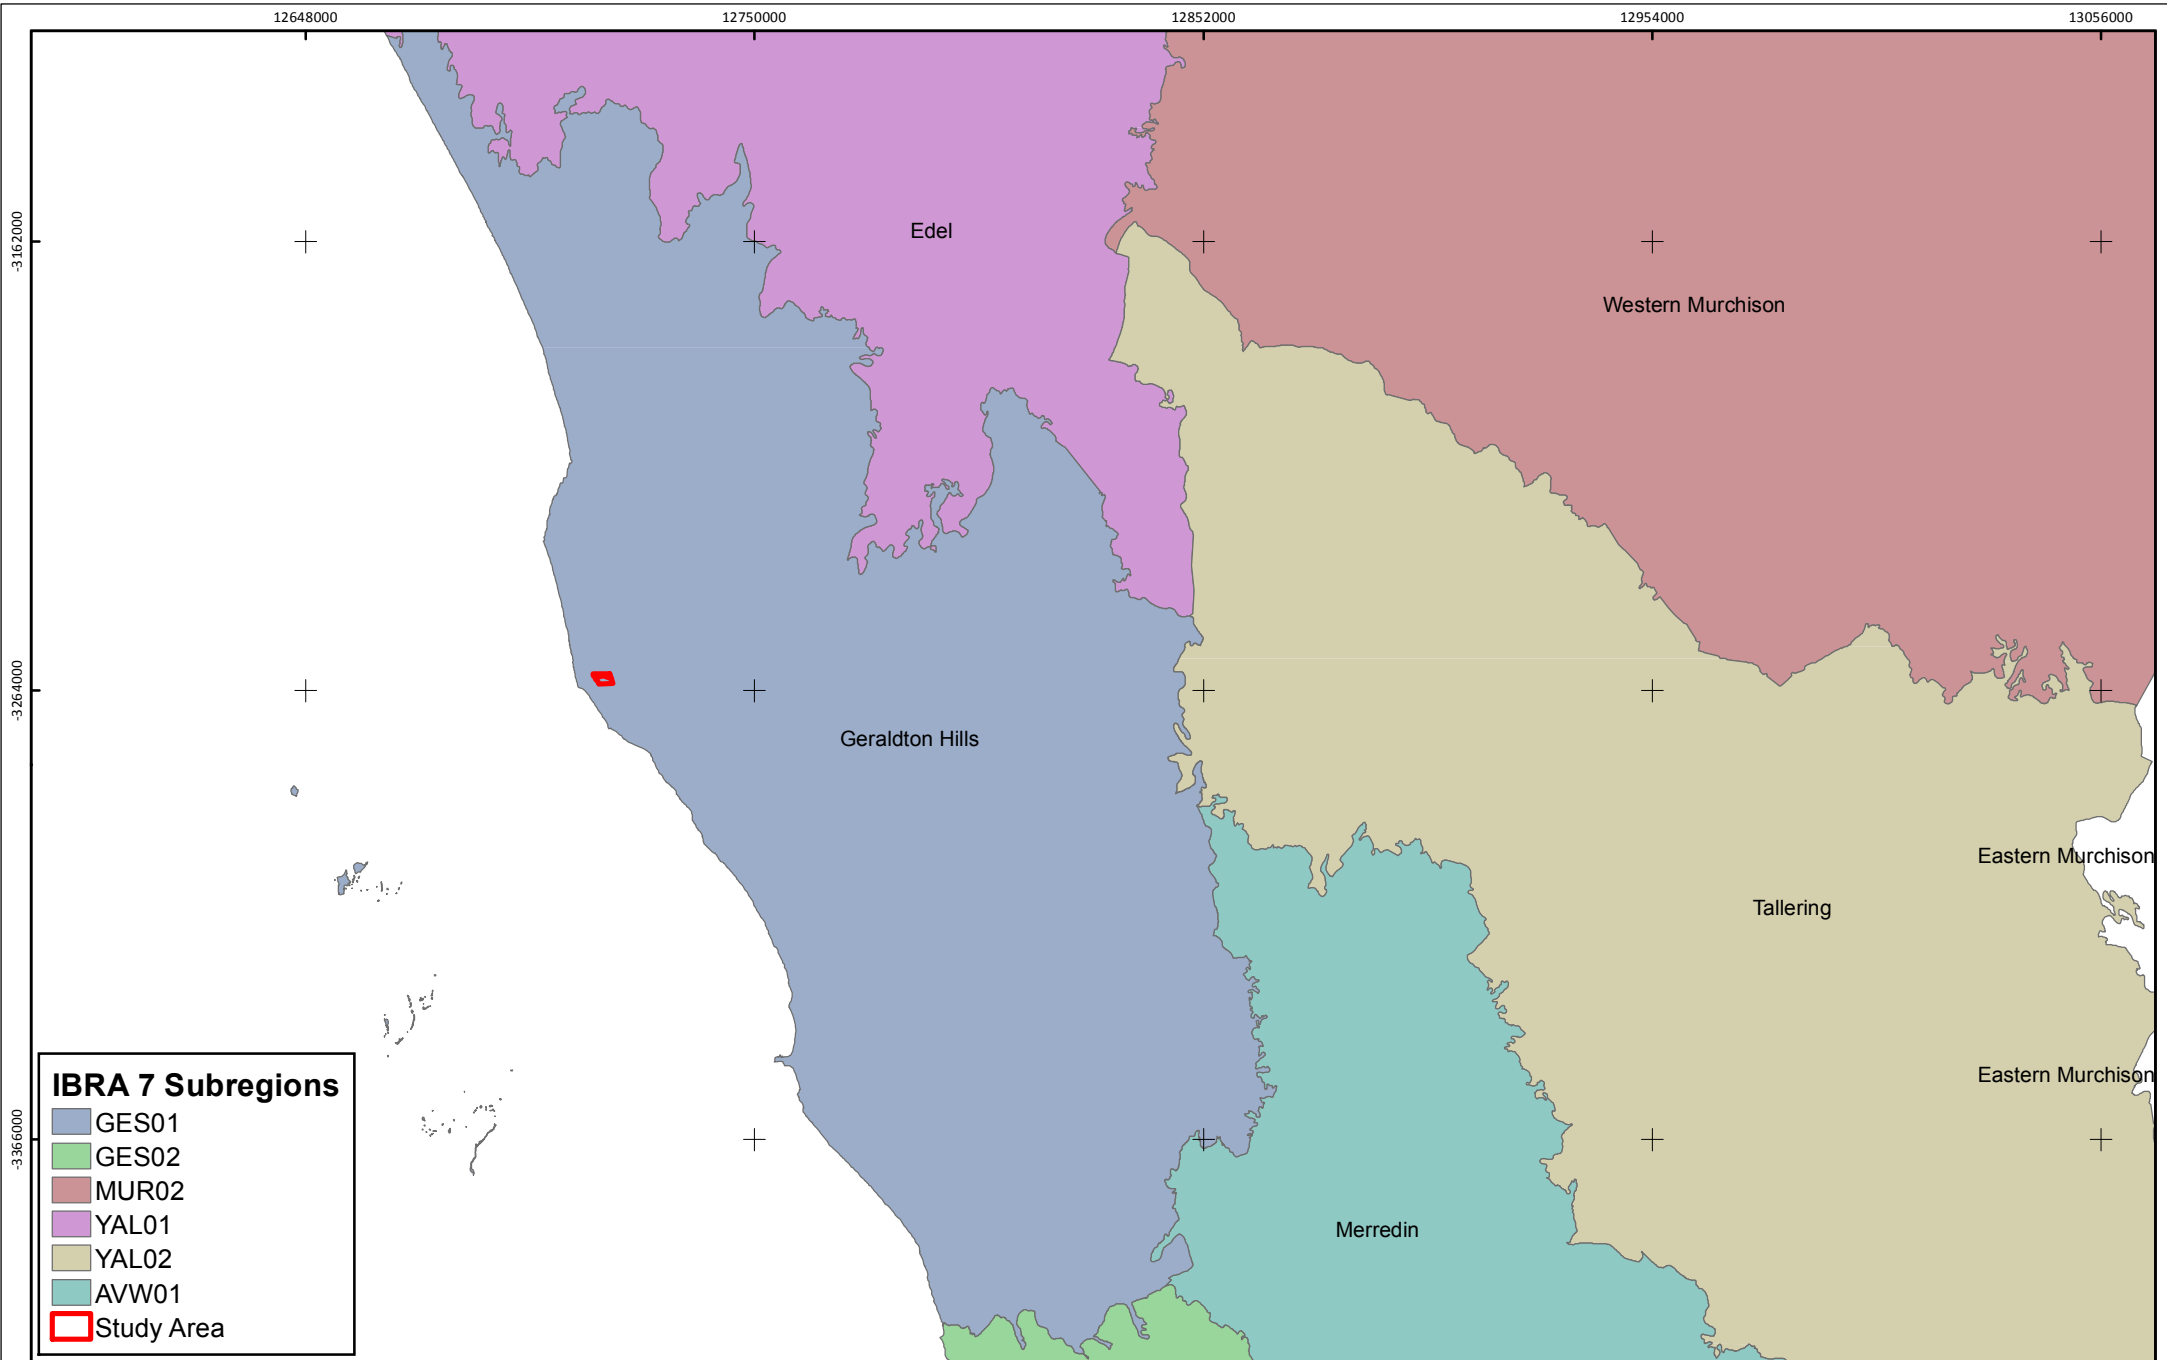 12648000 12750000 12852000 12954000 13056000
-3162000
Edel
Western Murchison
-3264000
Geraldton Hills
Eastern Murchison
Tallering
Eastern Murchison
-3366000
Merredin
IBRA 7 Subregions
GES01
GES02
MUR02
YAL01
YAL02
AVW01
Study Area